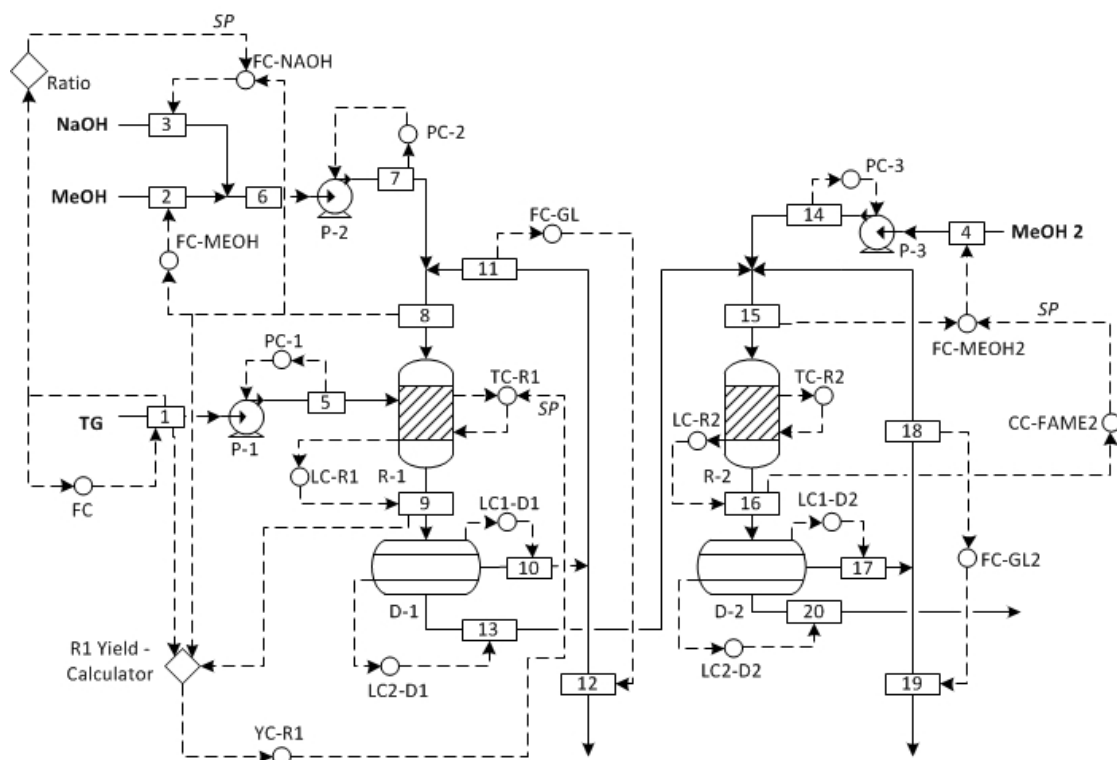 SP
FC-NAOH
Ratio
NaOH
3
PC-2
7
MeOH
2
6
P-2
FC-MEOH
PC-3
14
4
MeOH 2
P-3
FC-GL
11
8
15
SP
FC-MEOH2
PC-1
5
TC-R1
SP
TC-R2
TG
1
P-1
LC-R2
18
CC-FAME2
LC-R1
R-1
R-2
FC
9
LC1-D1
16
LC1-D2
10
17
FC-GL2
D-1
D-2
20
13
R1 Yield -
Calculator
LC2-D1
LC2-D2
12
19
YC-R1